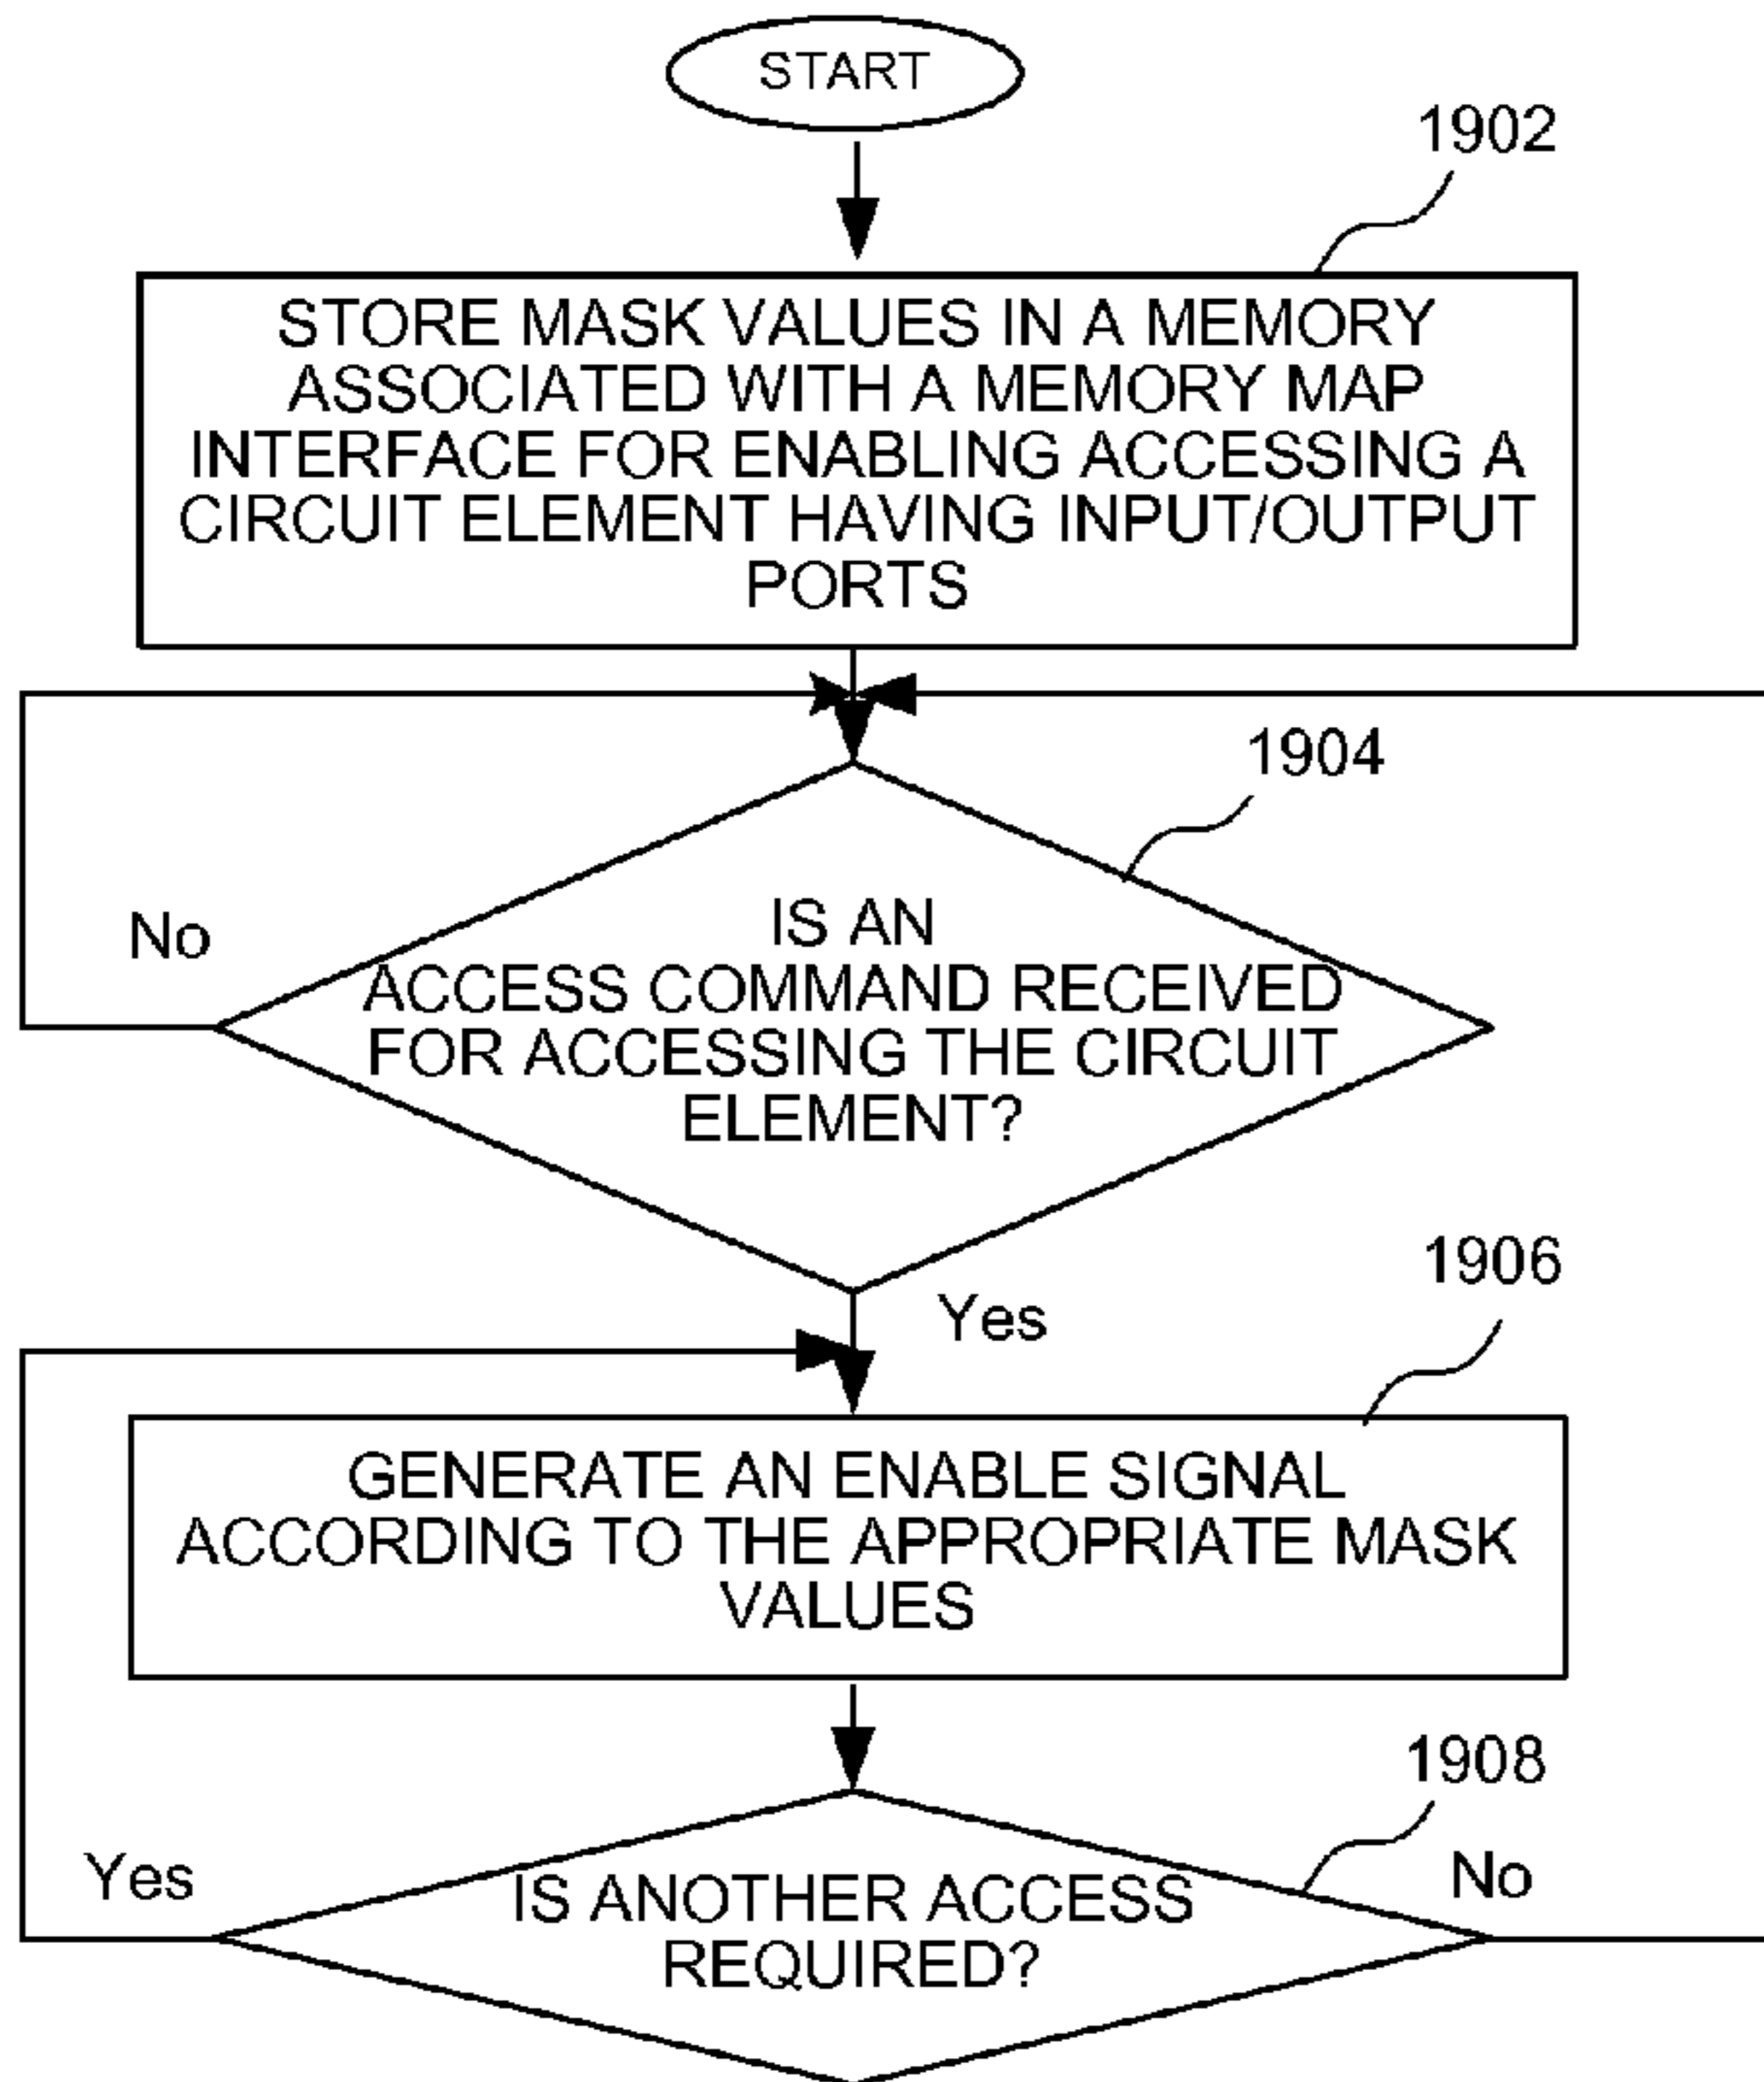 START
1902
STORE MASK VALUES IN A MEMORY
ASSOCIATED WITH A MEMORY MAP
INTERFACE FOR ENABLING ACCESSING A
CIRCUIT ELEMENT HAVING INPUT/OUTPUT
PORTS
1904
No
IS AN
ACCESS COMMAND RECEIVED
FOR ACCESSING THE CIRCUIT
ELEMENT?
Yes
1906
GENERATE AN ENABLE SIGNAL
ACCORDING TO THE APPROPRIATE MASK
VALUES
1908
Yes
No
IS ANOTHER ACCESS
REQUIRED?